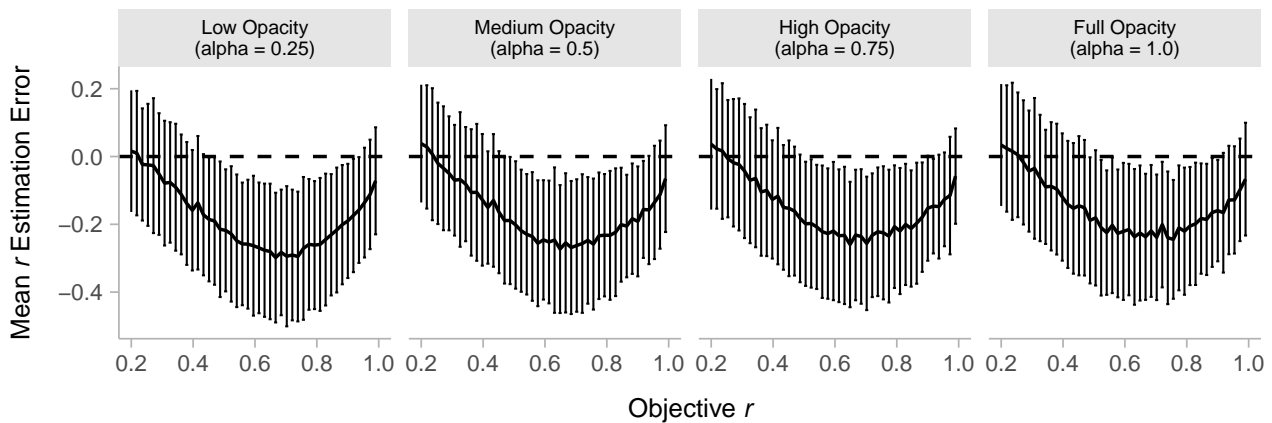 Low Opacity
(alpha = 0.25)
Medium Opacity
(alpha = 0.5)
High Opacity
(alpha = 0.75)
Full Opacity
(alpha = 1.0)
Mean r Estimation Error
0.2
0.0
−0.2
−0.4
0.2 0.4 0.6 0.8 1.0 0.2 0.4 0.6 0.8 1.0 0.2 0.4 0.6 0.8 1.0 0.2 0.4 0.6 0.8 1.0
Objective r